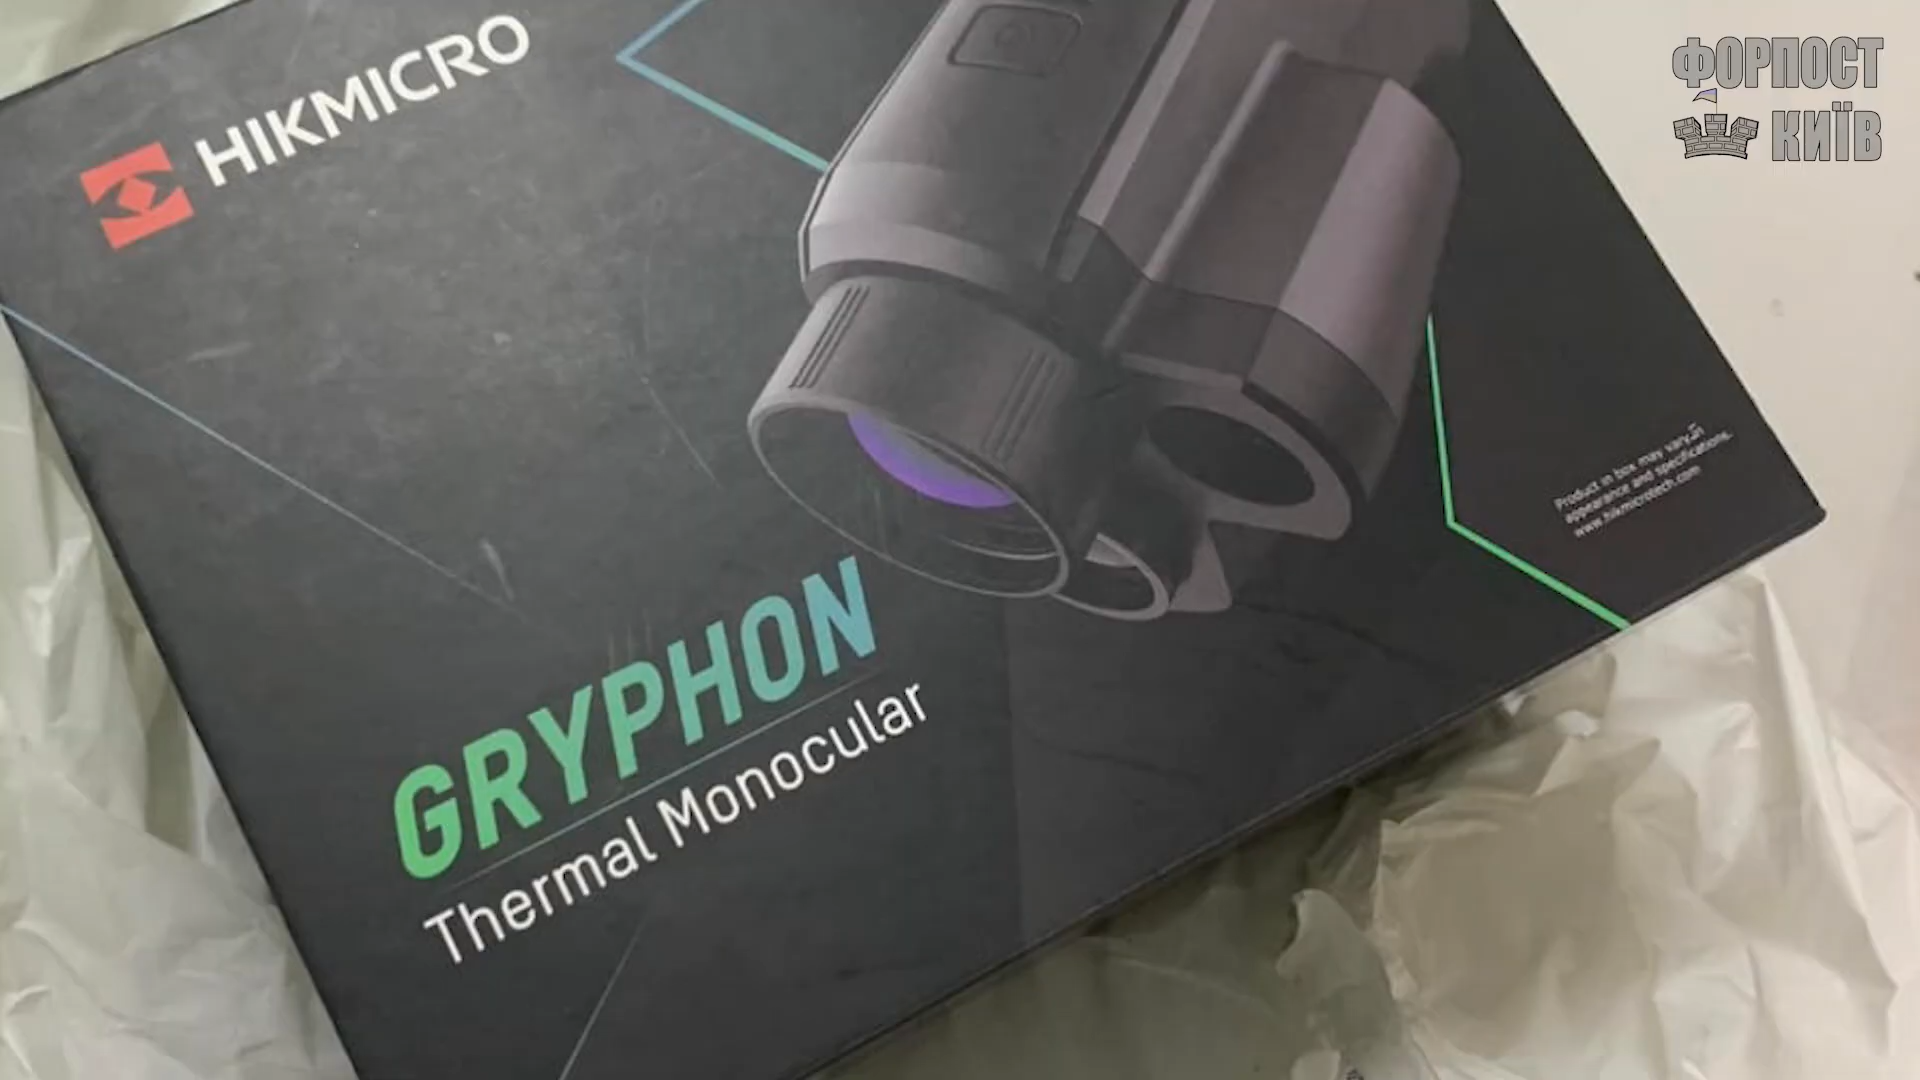 HIKMICRO
ФОРПОСТ
КИЇВ
Product in box may vary in
appearance and specifications.
www.hikmicrotech.com
GRYPHON
Thermal Monocular